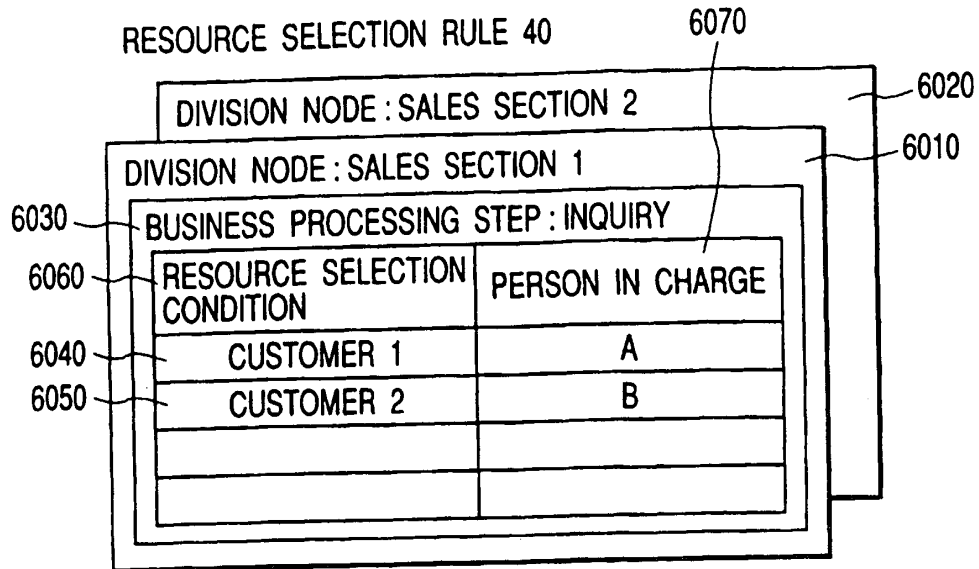 RESOURCE SELECTION RULE 40
6070
DIVISION NODE : SALES SECTION 2
6020
DIVISION NODE : SALES SECTION 1
6010
6030
BUSINESS PROCESSING STEP : INQUIRY
6060
RESOURCE SELECTION
CONDITION
PERSON IN CHARGE
6040
CUSTOMER 1
A
6050
CUSTOMER 2
B